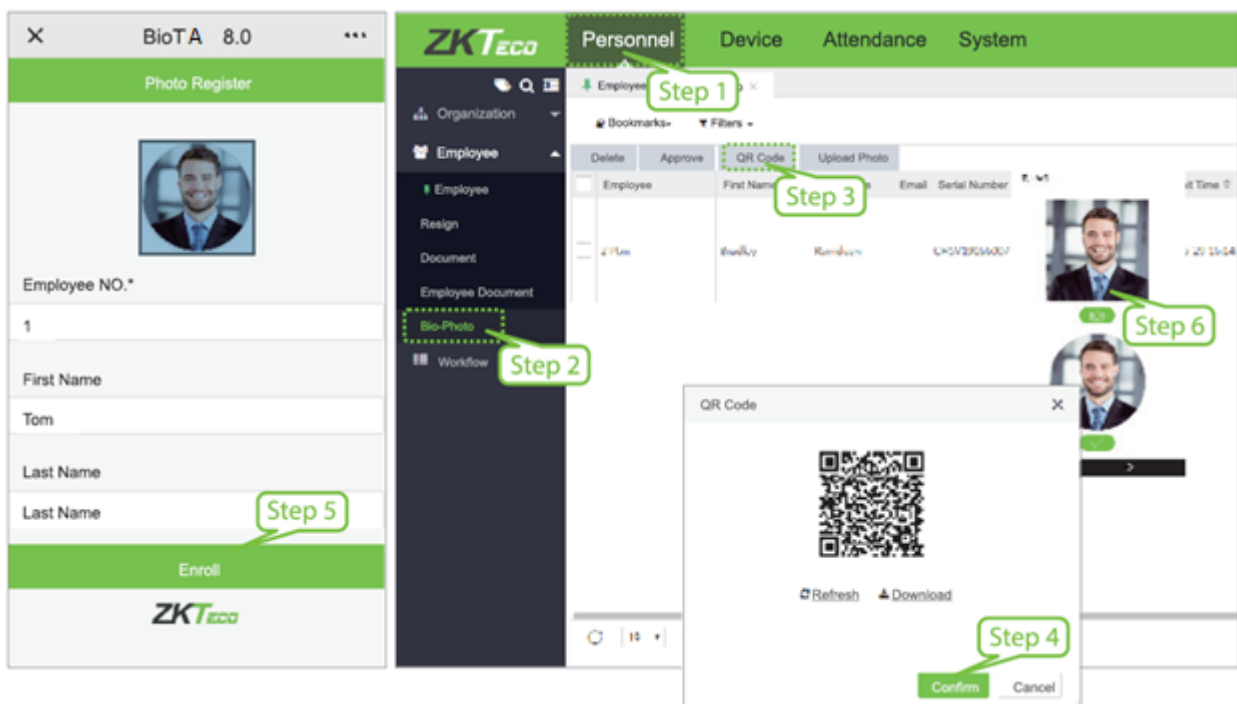 BioTA 8.0
Photo Register
Employee NO.*
1
First Name
Tom
Last Name
Last Name
Step 5
Enroll
ZKTECO
ZKTECO
Personnel Device Attendance System
Step 1
Employee
Bookmarks Filters
Organization
Employee
Employee
Resign
Document
Employee Document
Bio-Photo
Step 2
Workflow
Delete Approve QR Code Upload Photo
Step 3
Employee First Name Email Serial Number Time
Bradley
Step 6
QR Code
Refresh Download
Step 4
Confirm Cancel